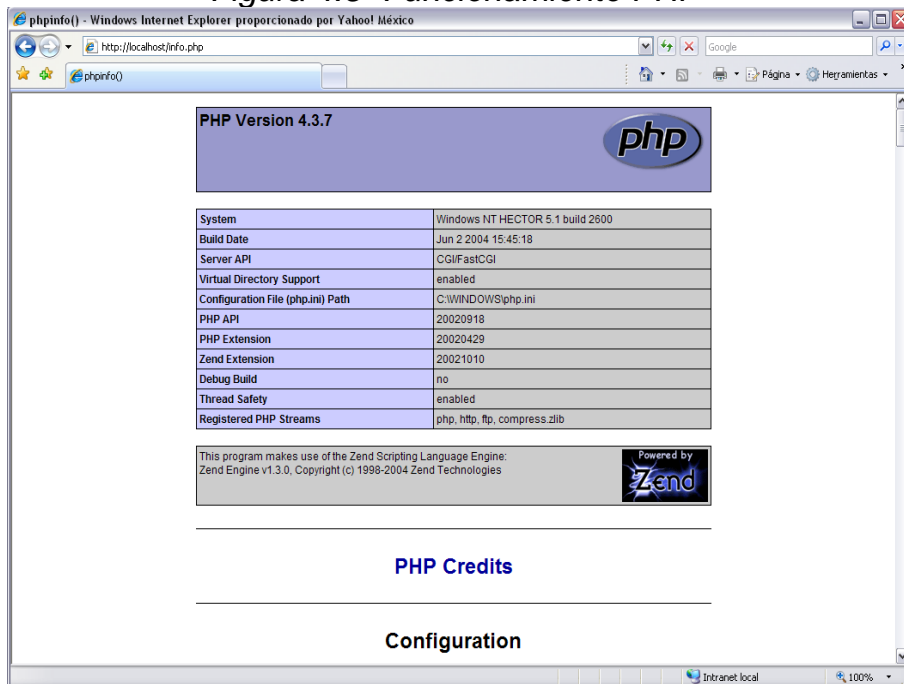 phpinfo() - Windows Internet Explorer proporcionado por Yahoo! México
http://localhost/info.php
Google
phpinfo()
Página
Herramientas
PHP Version 4.3.7
php
System Windows NT HECTOR 5.1 build 2600
Build Date Jun 2 2004 15:45:18
Server API CGI/FastCGI
Virtual Directory Support enabled
Configuration File (php.ini) Path C:\WINDOWS\php.ini
PHP API 20020918
PHP Extension 20020429
Zend Extension 20021010
Debug Build no
Thread Safety enabled
Registered PHP Streams php, http, ftp, compress.zlib
This program makes use of the Zend Scripting Language Engine:
Zend Engine v1.3.0, Copyright (c) 1998-2004 Zend Technologies
Powered by
Zend
PHP Credits
Configuration
Intranet local
100%